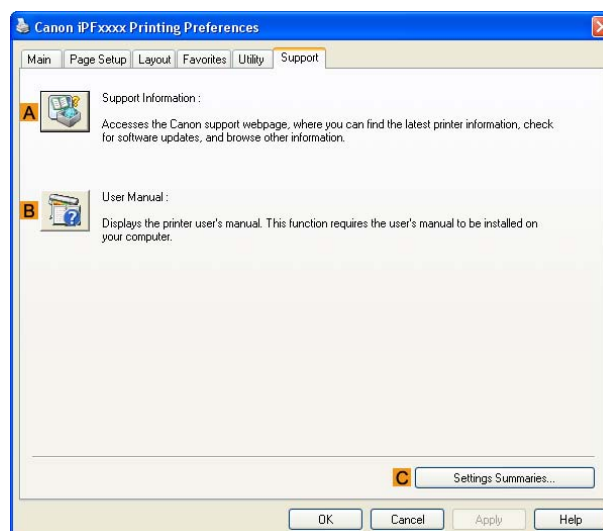 Canon iPFxxxx Printing Preferences
Main Page Setup Layout Favorites Utility Support
A
Support Information :
Accesses the Canon support webpage, where you can find the latest printer information, check
for software updates, and browse other information.
B
User Manual :
Displays the printer user's manual. This function requires the user's manual to be installed on
your computer.
C Settings Summaries...
OK Cancel Apply Help